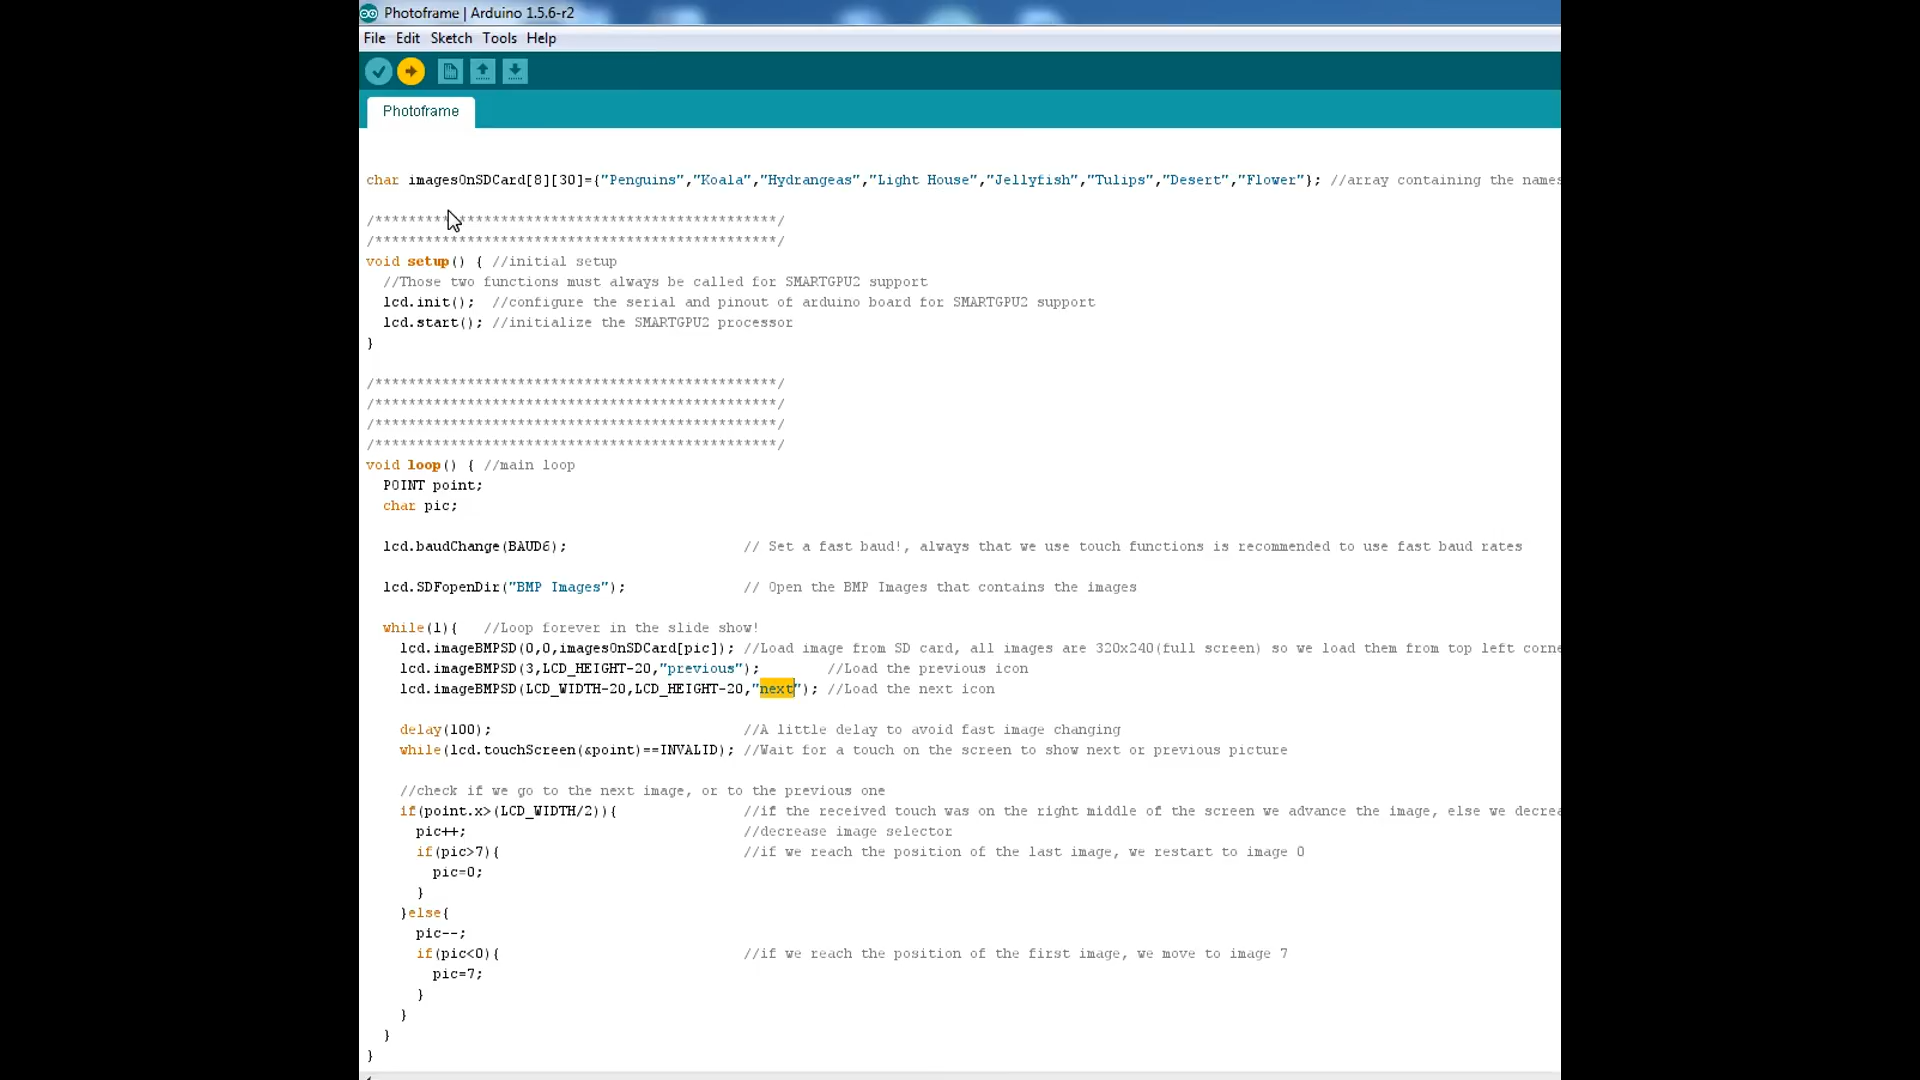 Photoframe | Arduino 1.5.6-r2
File Edit Sketch Tools Help
Photoframe
char imagesOnSDCard[8][30]={"Penguins","Koala","Hydrangeas","Light House","Jellyfish","Tulips","Desert","Flower"}; //array containing the names
/************************************************/
/************************************************/
void setup() { //initial setup
//Those two functions must always be called for SMARTGPU2 support
lcd.init(); //configure the serial and pinout of arduino board for SMARTGPU2 support
lcd.start(); //initialize the SMARTGPU2 processor
}
/************************************************/
/************************************************/
/************************************************/
/************************************************/
void loop() { //main loop
POINT point;
char pic;
lcd.baudChange(BAUD6); // Set a fast baud!, always that we use touch functions is recommended to use fast baud rates
lcd.SDFopenDir("BMP Images"); // Open the BMP Images that contains the images
while(1){ //Loop forever in the slide show!
lcd.imageBMPSD(0,0,imagesOnSDCard[pic]); //Load image from SD card, all images are 320x240(full screen) so we load them from top left corne
lcd.imageBMPSD(3,LCD_HEIGHT-20,"previous"); //Load the previous icon
lcd.imageBMPSD(LCD_WIDTH-20,LCD_HEIGHT-20,"next"); //Load the next icon
delay(100); //A little delay to avoid fast image changing
while(lcd.touchScreen(&point)==INVALID); //Wait for a touch on the screen to show next or previous picture
//check if we go to the next image, or to the previous one
if(point.x>(LCD_WIDTH/2)){ //if the received touch was on the right middle of the screen we advance the image, else we decrea
pic++; //decrease image selector
if(pic>7){ //if we reach the position of the last image, we restart to image 0
pic=0;
}
}else{
pic--;
if(pic<0){ //if we reach the position of the first image, we move to image 7
pic=7;
}
}
}
}